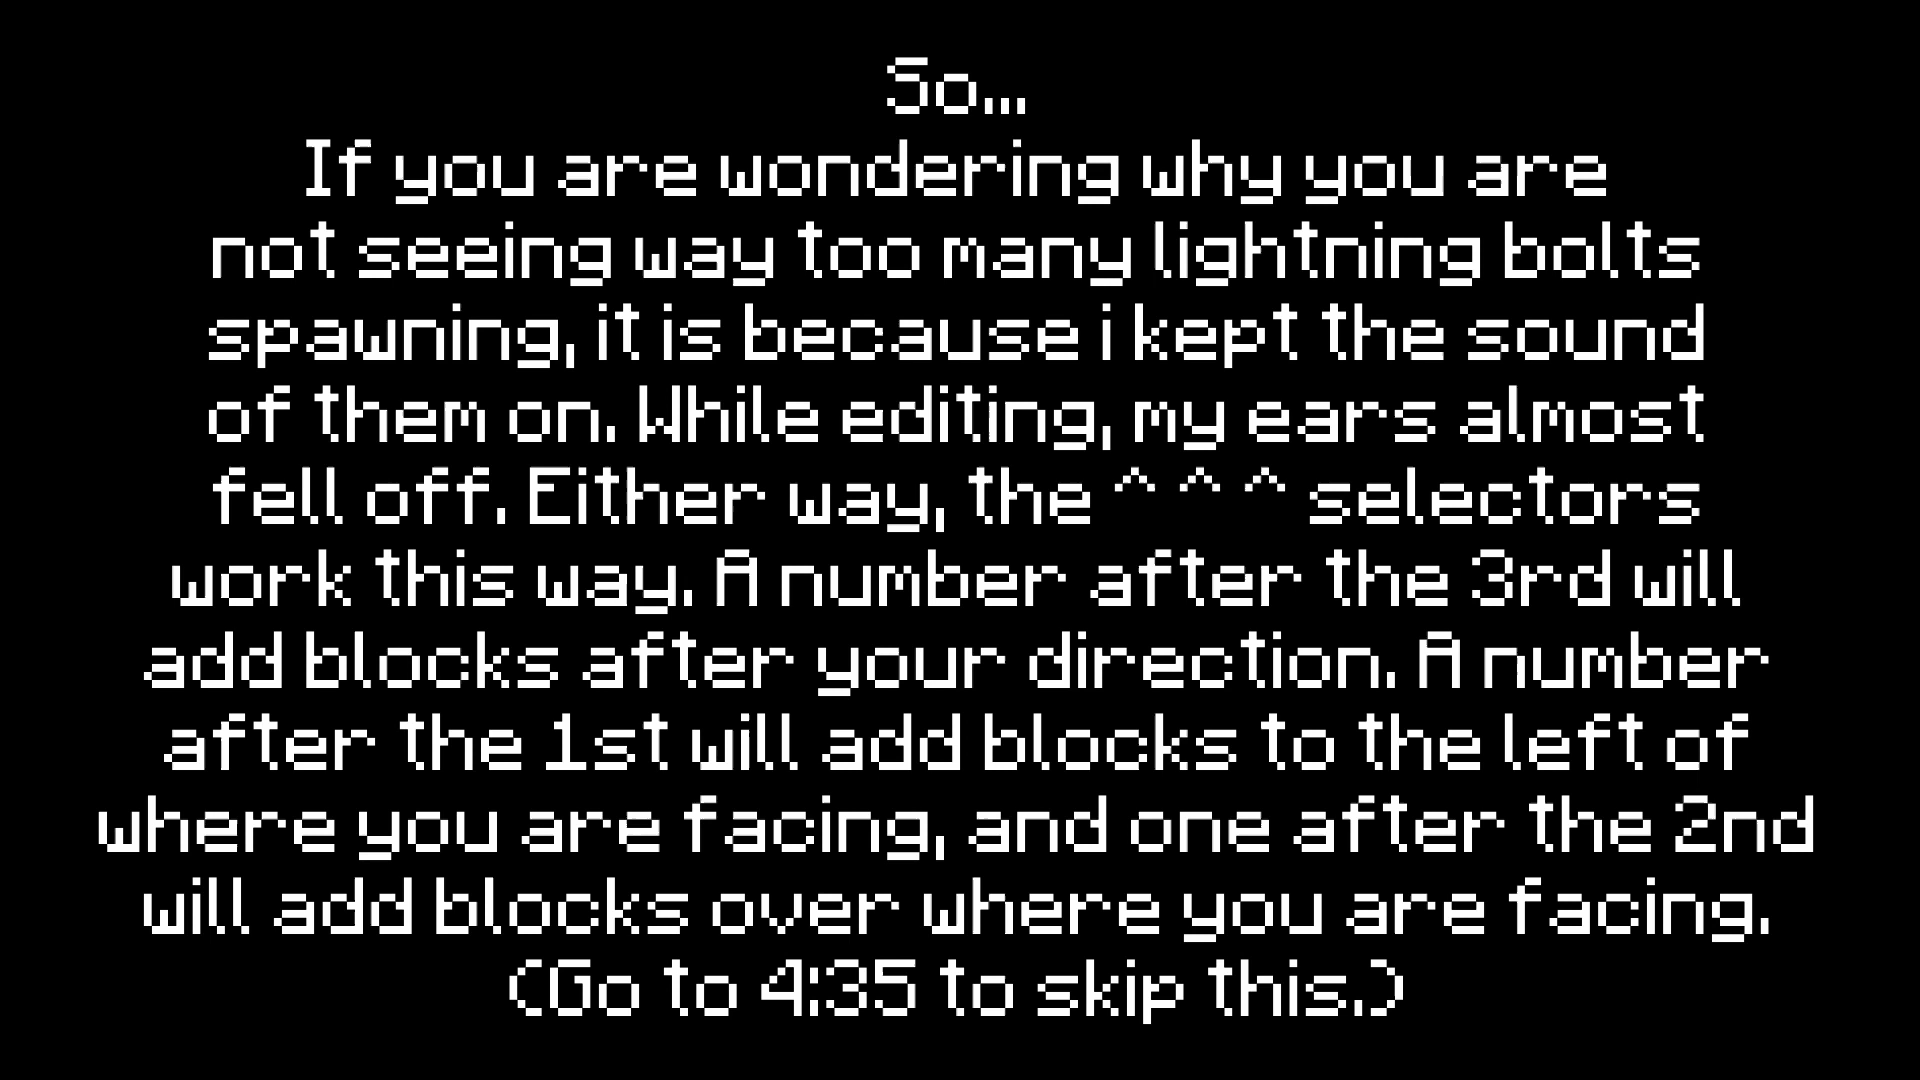 So...
If you are wondering why you are
not seeing way too many lightning bolts
spawning, it is because i kept the sound
of them on. While editing, my ears almost
fell off. Either way, the ^ ^ ^ selectors
work this way. A number after the 3rd will
add blocks after your direction. A number
after the 1st will add blocks to the left of
where you are facing, and one after the 2nd
will add blocks over where you are facing.
(Go to 4:35 to skip this.)